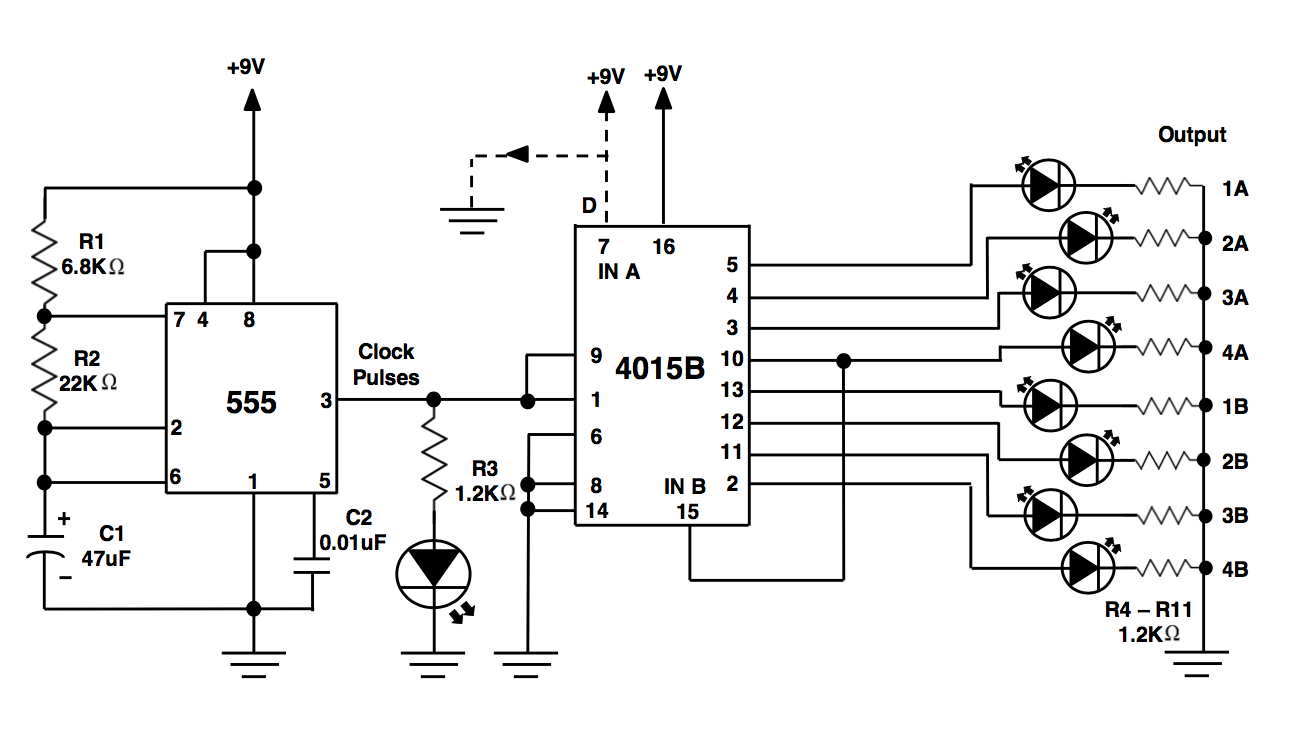 +9V
R1
6.8KΩ
R2
22KΩ
7 4 8
555
3
2
6
1 5
+
C1
47uF
–
C2
0.01uF
Clock
Pulses
R3
1.2KΩ
+9V +9V
D
7 16
IN A
9
1
6
8
14
4015B
5
4
3
10
13
12
11
IN B 2
15
Output
1A
2A
3A
4A
1B
2B
3B
4B
R4 – R11
1.2KΩ